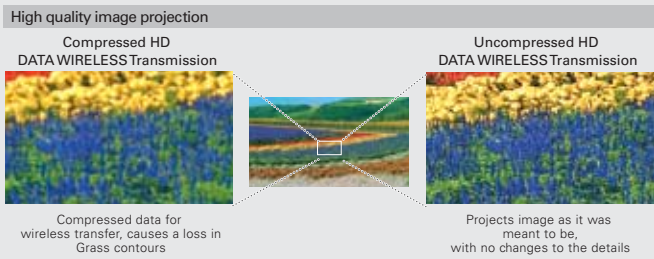 High quality image projection
Compressed HD
DATA WIRELESS Transmission
Uncompressed HD
DATA WIRELESS Transmission
Compressed data for
wireless transfer, causes a loss in
Grass contours
Projects image as it was
meant to be,
with no changes to the details